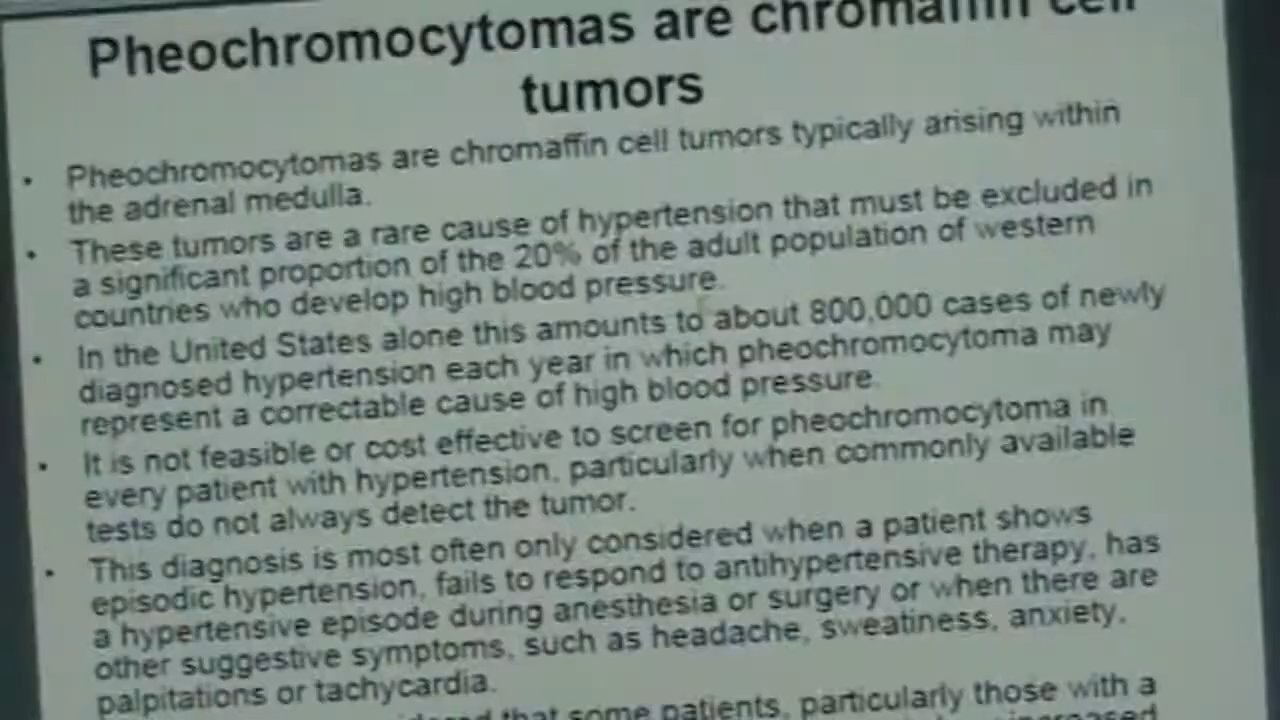 Pheochromocytomas are chromaffin cell
tumors
• Pheochromocytomas are chromaffin cell tumors typically arising within
the adrenal medulla.
• These tumors are a rare cause of hypertension that must be excluded in
a significant proportion of the 20% of the adult population of western
countries who develop high blood pressure.
• In the United States alone this amounts to about 800,000 cases of newly
diagnosed hypertension each year in which pheochromocytoma may
represent a correctable cause of high blood pressure.
• It is not feasible or cost effective to screen for pheochromocytoma in
every patient with hypertension, particularly when commonly available
tests do not always detect the tumor.
• This diagnosis is most often only considered when a patient shows
episodic hypertension, fails to respond to antihypertensive therapy, has
a hypertensive episode during anesthesia or surgery or when there are
other suggestive symptoms, such as headache, sweatiness, anxiety,
palpitations or tachycardia.
that some patients, particularly those with a
increased